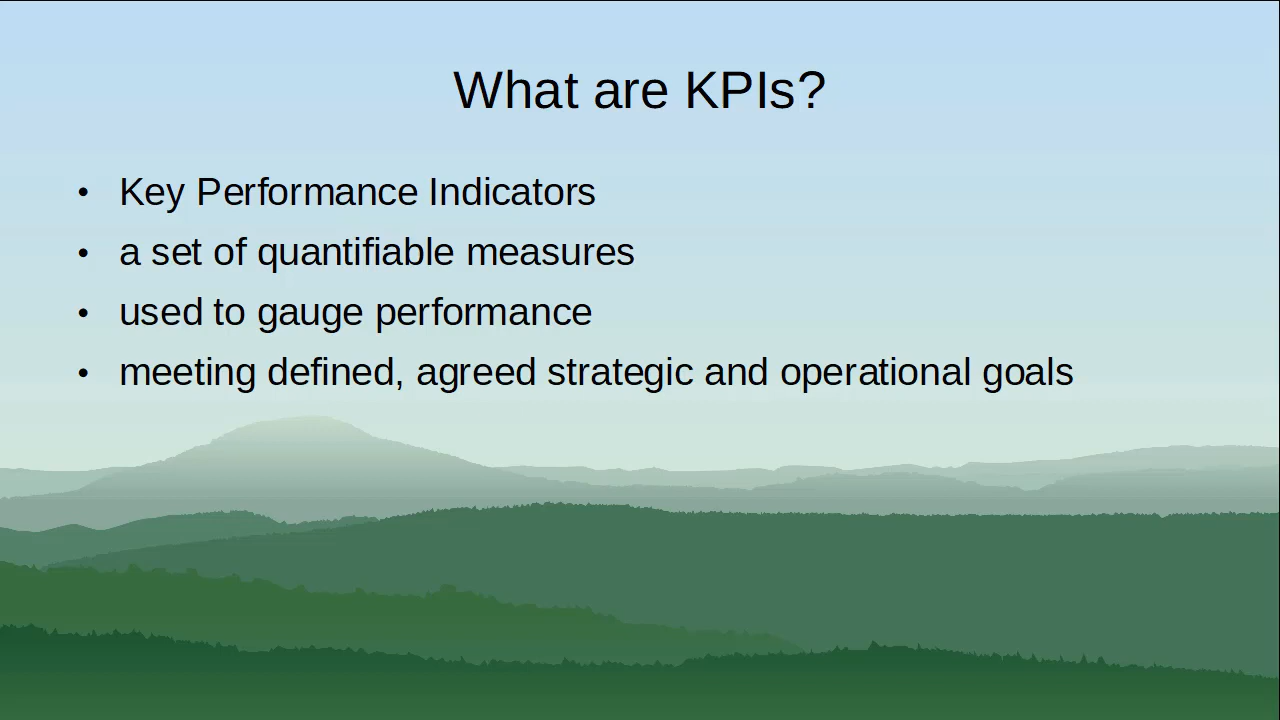 What are KPIs?
• Key Performance Indicators
• a set of quantifiable measures
• used to gauge performance
• meeting defined, agreed strategic and operational goals